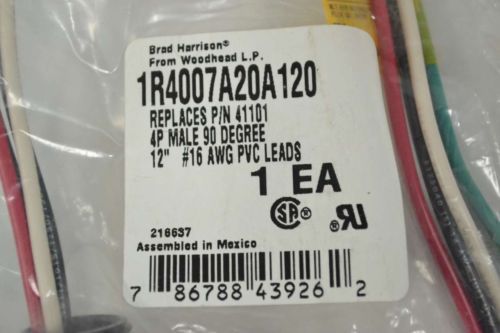 Brad Harrison®
From Woodhead L.P.
1R4007A20A120
REPLACES P/N 41101
4P MALE 90 DEGREE
12" #16 AWG PVC LEADS
1 EA
216637
Assembled in Mexico
7 86788 43926 2